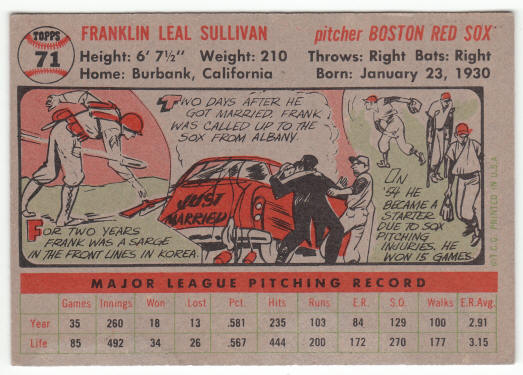 TOPPS
71
FRANKLIN LEAL SULLIVAN
pitcher BOSTON RED SOX
Height: 6' 7½" Weight: 210
Throws: Right Bats: Right
Home: Burbank, California
Born: January 23, 1930
FOR TWO YEARS
FRANK WAS A SARGE
IN THE FRONT LINES IN KOREA.
TWO DAYS AFTER HE
GOT MARRIED, FRANK
WAS CALLED UP TO THE
SOX FROM ALBANY.
JUST
MARRIED
IN
'54 HE
BECAME A
STARTER
DUE TO SOX
PITCHING
INJURIES. HE
WON 15 GAMES.
©T.C.G. PRINTED IN U.S.A.
MAJOR LEAGUE PITCHING RECORD
Games Innings Won Lost Pct. Hits Runs E.R. S.O. Walks E.R.Avg.
Year 35 260 18 13 .581 235 103 84 129 100 2.91
Life 85 492 34 26 .567 444 200 172 270 177 3.15